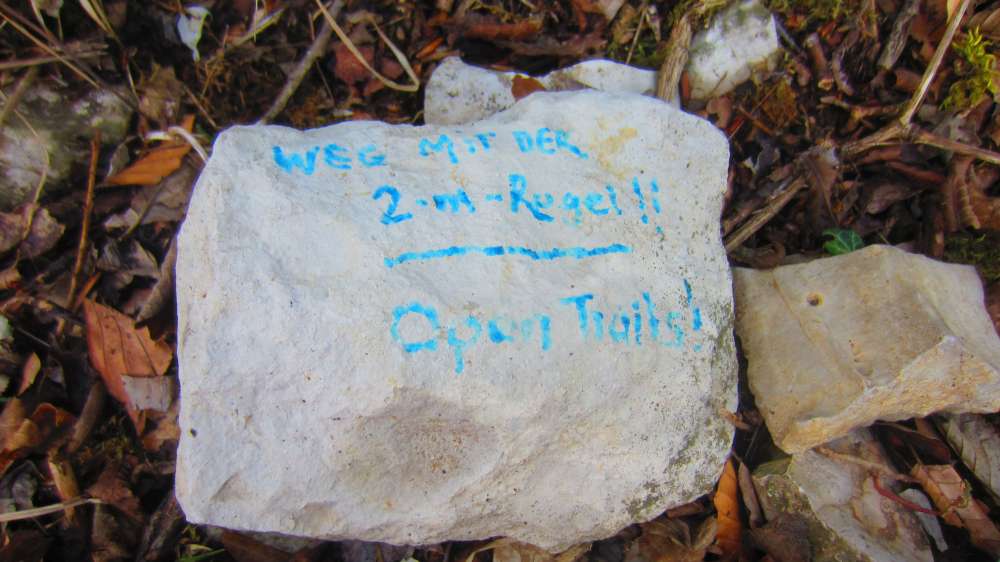 WEG MIT DER
2-m-Regel!!
Open Trails!